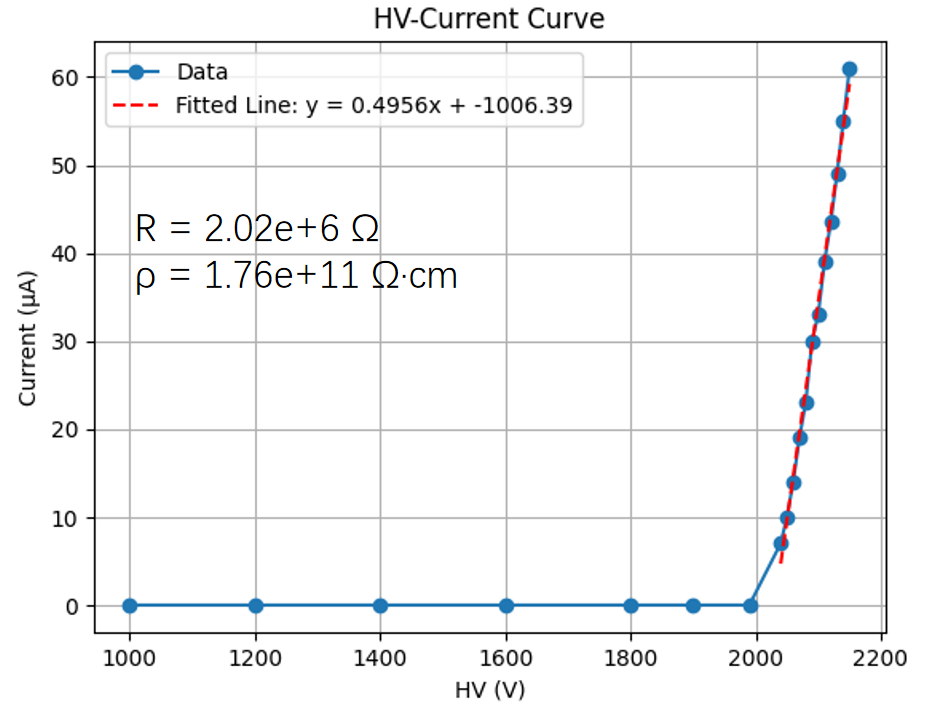 HV-Current Curve
Data
Fitted Line: y = 0.4956x + -1006.39
R = 2.02e+6 Ω
ρ = 1.76e+11 Ω·cm
Current (μA)
60
50
40
30
20
10
0
1000 1200 1400 1600 1800 2000 2200
HV (V)